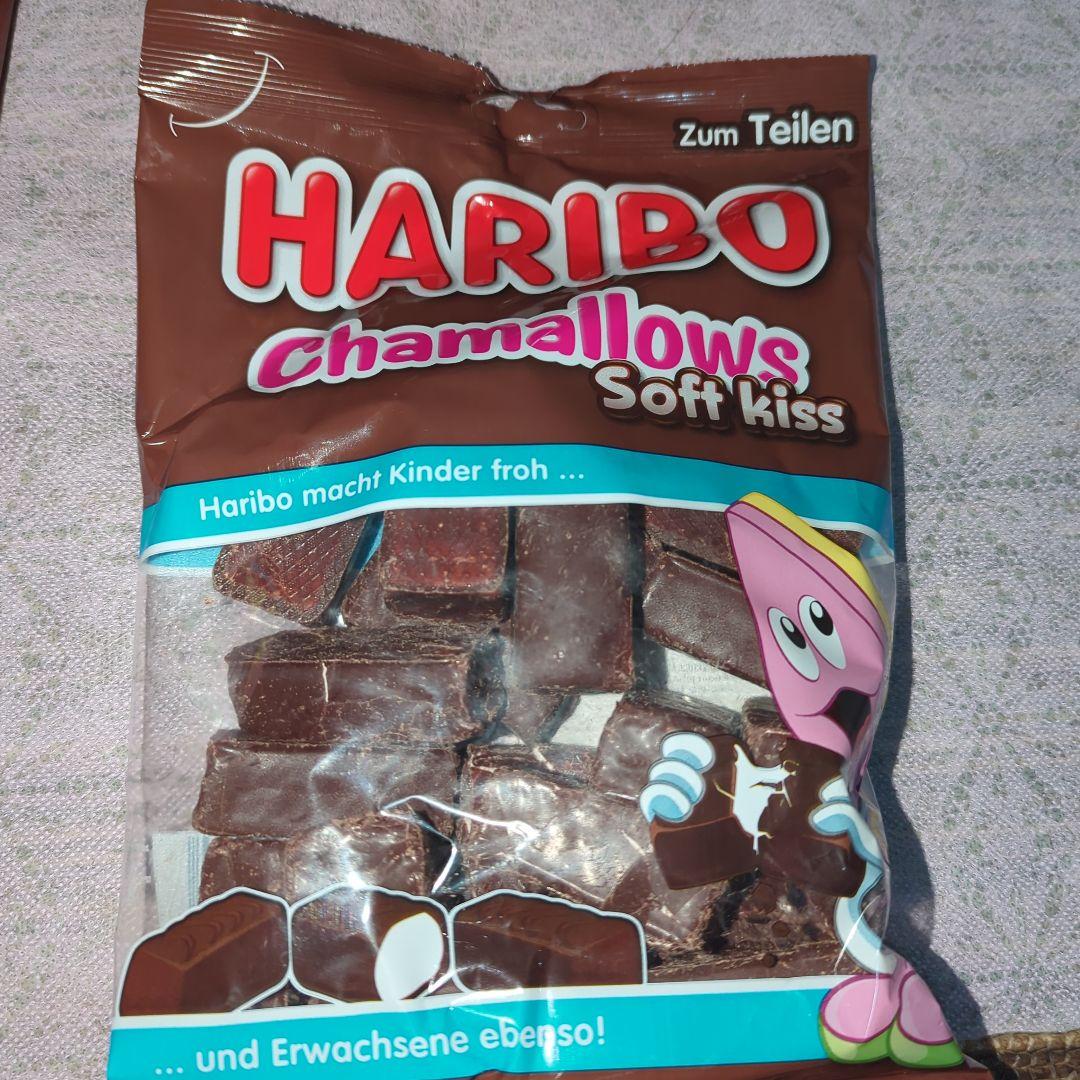 Zum Teilen
HARIBO
Chamallows
Soft kiss
Haribo macht Kinder froh ...
... und Erwachsene ebenso!